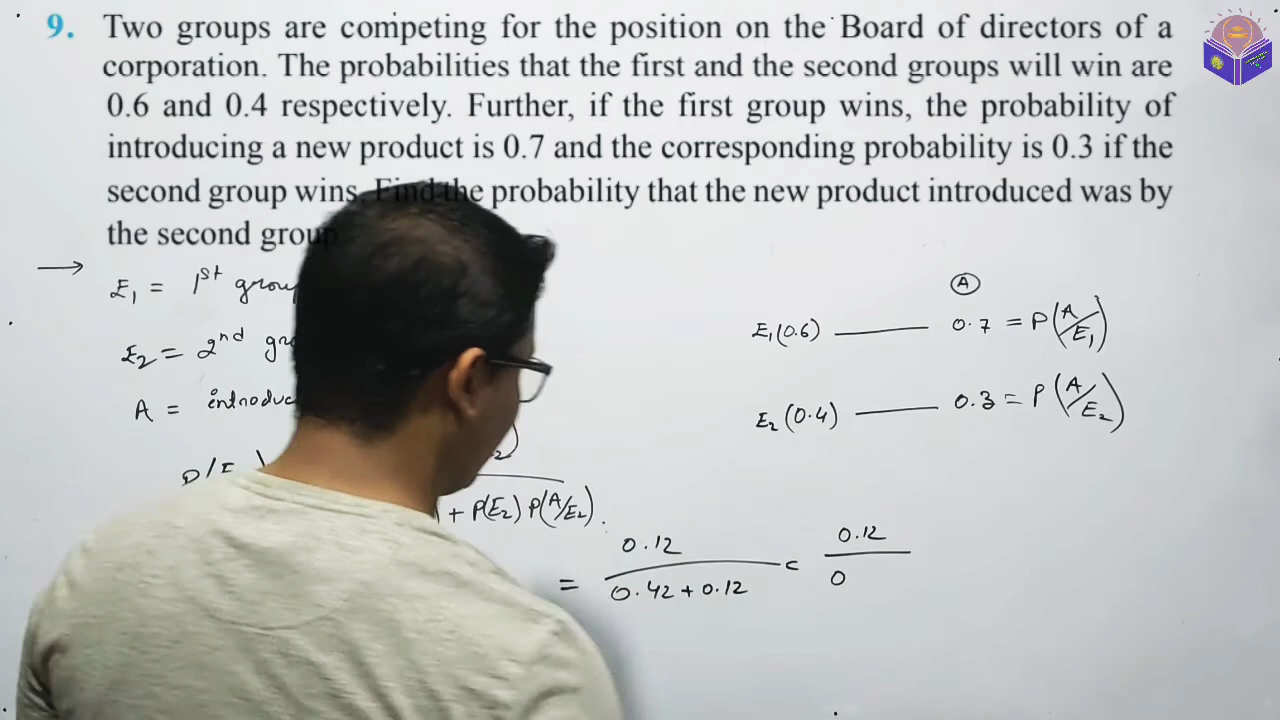 9. Two groups are competing for the position on the Board of directors of a
corporation. The probabilities that the first and the second groups will win are
0.6 and 0.4 respectively. Further, if the first group wins, the probability of
introducing a new product is 0.7 and the corresponding probability is 0.3 if the
second group wins. Find the probability that the new product introduced was by
the second group
→ E₁ = 1st group
E₂ = 2nd
A = introduc
A
E₁(0.6) —— 0.7 = P(A/E₁)
E₂(0.4) —— 0.3 = P(A/E₂)
+ P(E₂) P(A/E₂).
= 0.12 / 0.42 + 0.12 = 0.12 / 0